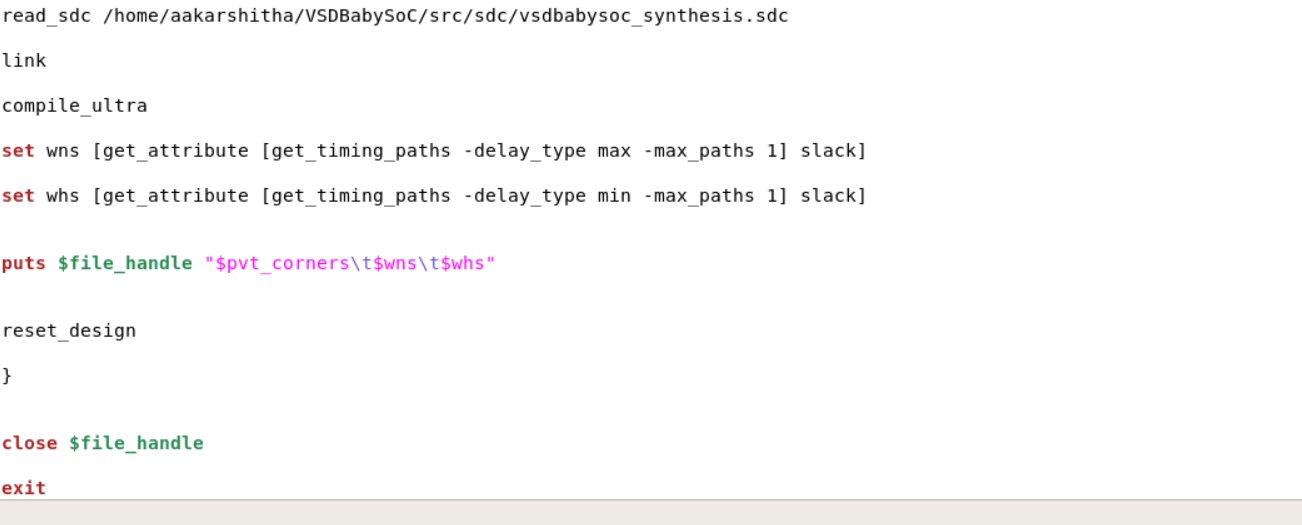 read_sdc /home/aakarshitha/VSDBabySoC/src/sdc/vsdbabysoc_synthesis.sdc
link
compile_ultra
set wns [get_attribute [get_timing_paths -delay_type max -max_paths 1] slack]
set whs [get_attribute [get_timing_paths -delay_type min -max_paths 1] slack]
puts $file_handle "$pvt_corners\t$wns\t$whs"
reset_design
}
close $file_handle
exit